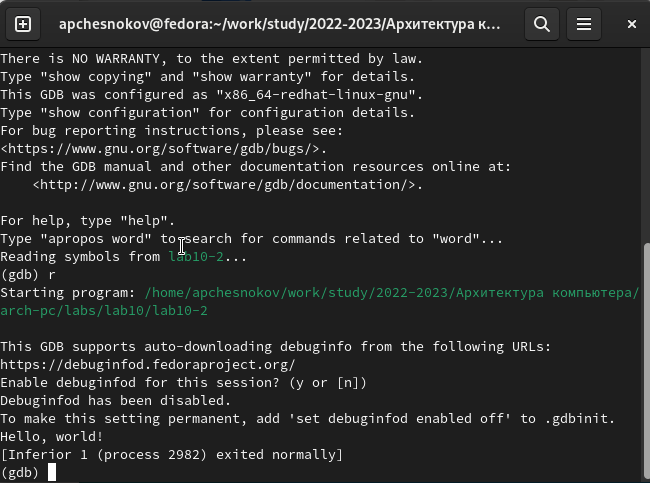 apchesnokov@fedora:~/work/study/2022-2023/Архитектура к...
There is NO WARRANTY, to the extent permitted by law.
Type "show copying" and "show warranty" for details.
This GDB was configured as "x86_64-redhat-linux-gnu".
Type "show configuration" for configuration details.
For bug reporting instructions, please see:
<https://www.gnu.org/software/gdb/bugs/>.
Find the GDB manual and other documentation resources online at:
    <http://www.gnu.org/software/gdb/documentation/>.
For help, type "help".
Type "apropos word" to search for commands related to "word"...
Reading symbols from lab10-2...
(gdb) r
Starting program: /home/apchesnokov/work/study/2022-2023/Архитектура компьютера/
arch-pc/labs/lab10/lab10-2
This GDB supports auto-downloading debuginfo from the following URLs:
https://debuginfod.fedoraproject.org/
Enable debuginfod for this session? (y or [n])
Debuginfod has been disabled.
To make this setting permanent, add 'set debuginfod enabled off' to .gdbinit.
Hello, world!
[Inferior 1 (process 2982) exited normally]
(gdb)